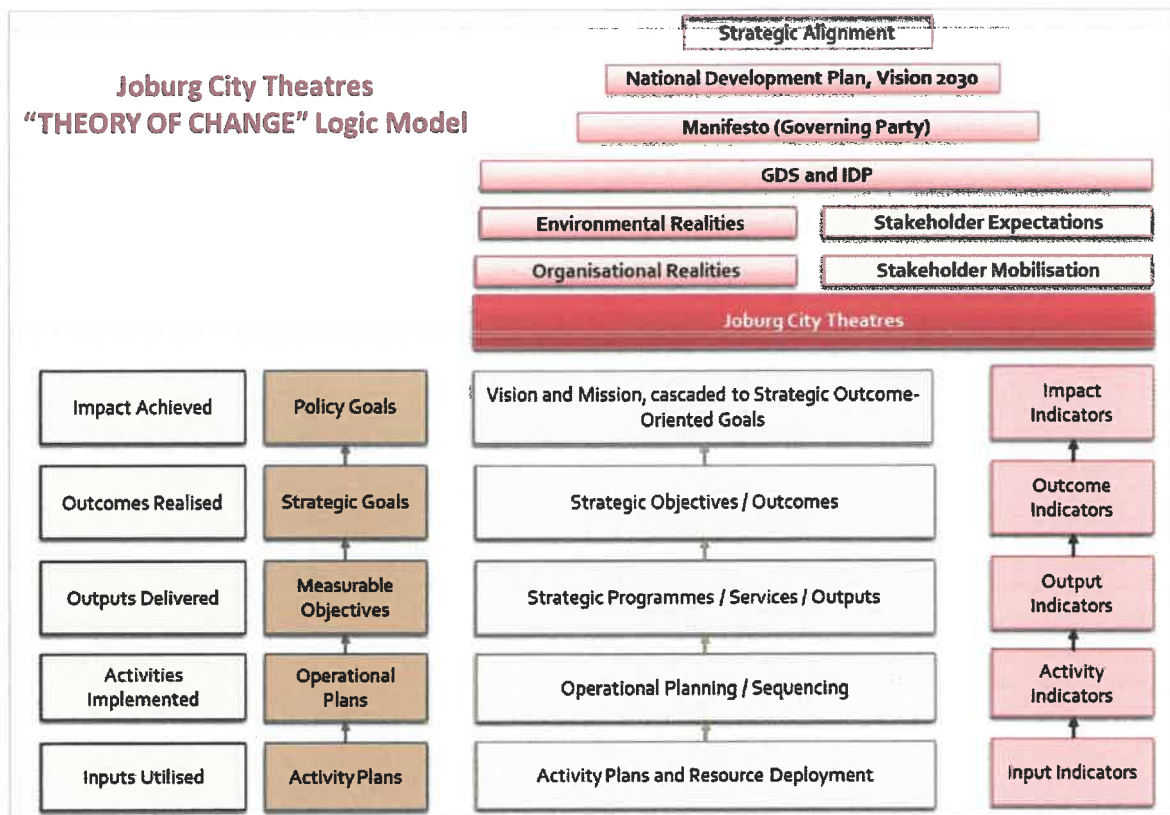 Strategic Alignment
Joburg City Theatres
"THEORY OF CHANGE" Logic Model
National Development Plan, Vision 2030
Manifesto (Governing Party)
GDS and IDP
Environmental Realities
Stakeholder Expectations
Organisational Realities
Stakeholder Mobilisation
Joburg City Theatres
Impact Achieved
Policy Goals
Vision and Mission, cascaded to Strategic Outcome-
Oriented Goals
Impact
Indicators
Outcomes Realised
Strategic Goals
Strategic Objectives / Outcomes
Outcome
Indicators
Outputs Delivered
Measurable
Objectives
Strategic Programmes / Services / Outputs
Output
Indicators
Activities
Implemented
Operational
Plans
Operational Planning / Sequencing
Activity
Indicators
Inputs Utilised
Activity Plans
Activity Plans and Resource Deployment
Input Indicators